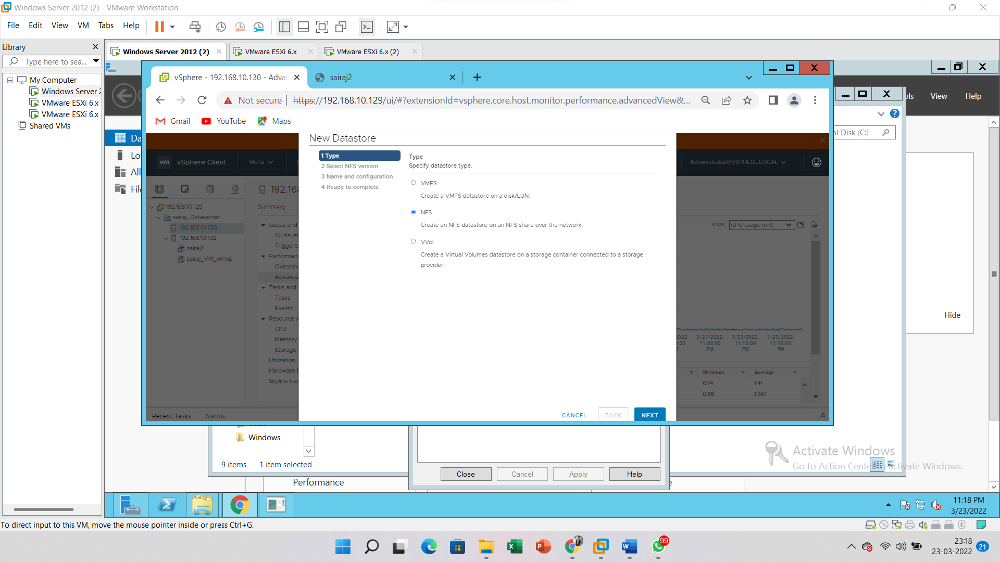 Windows Server 2012 (2) - VMware Workstation
File Edit View VM Tabs Help
Library
Type here to sea...
My Computer
Windows Server 2
VMware ESXi 6.x
VMware ESXi 6.x
Shared VMs
Windows Server 2012 (2)
VMware ESXi 6.x
VMware ESXi 6.x (2)
vSphere - 192.168.10.130 - Advan
sairaj2
Not secure
https://192.168.10.129/ui/#?extensionId=vsphere.core.host.monitor.performance.advancedView&...
Gmail
YouTube
Maps
View Help
al Disk (C:)
Hide
vm vSphere Client
Menu
Administrator@VSPHERE.LOCAL
192.168.10.129
sairaj_Datacenter
192.168.10.130
192.168.10.132
sairaj2
sairaj_VM_winxp
192.168
Summary
Issues and
All Issues
Triggere
Performan
Overview
Advance
Tasks and
Tasks
Events
Resource A
CPU
Memory
Storage
Utilization
Hardware H
Skyline Hea
New Datastore
1 Type
2 Select NFS version
3 Name and configuration
4 Ready to complete
Type
Specify datastore type.
VMFS
Create a VMFS datastore on a disk/LUN.
NFS
Create an NFS datastore on an NFS share over the network.
VVol
Create a Virtual Volumes datastore on a storage container connected to a storage
provider.
CANCEL
BACK
NEXT
View: CPU usage in %
3/23/2022, 3/23/2022, 3/23/2022,
11:05:00 11:10:00 11:15:00
PM PM PM
Minimum Average
0.74 1.41
0.88 1.347
Recent Tasks Alarms
Windows
9 items 1 item selected
Close
Cancel
Apply
Help
Performance
Activate Windows
Go to Action Center to activate Windows.
11:18 PM
3/23/2022
To direct input to this VM, move the mouse pointer inside or press Ctrl+G.
99
23:18
23-03-2022
21